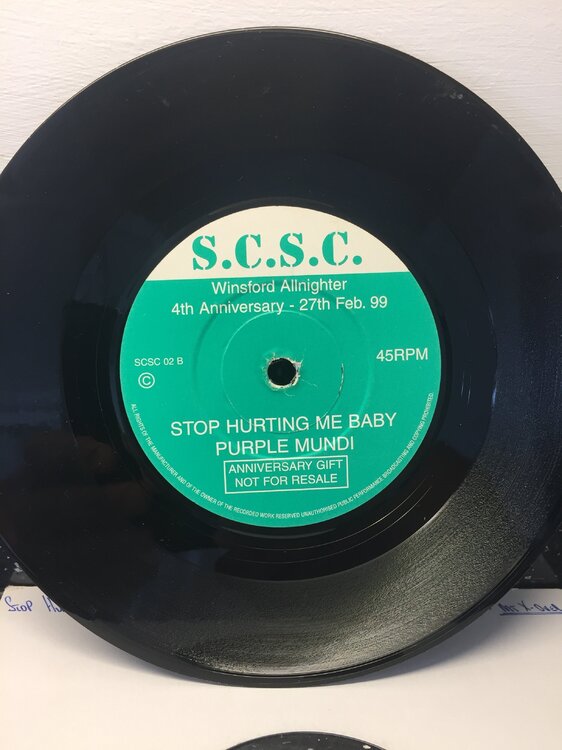 S.C.S.C.
Winsford Allnighter
4th Anniversary - 27th Feb. 99
SCSC 02 B
45RPM
©
STOP HURTING ME BABY
PURPLE MUNDI
ANNIVERSARY GIFT
NOT FOR RESALE
ALL RIGHTS OF THE MANUFACTURER AND OF THE OWNER OF THE RECORDED WORK RESERVED UNAUTHORISED PUBLIC PERFORMANCE BROADCASTING AND COPYING PROHIBITED
Stop